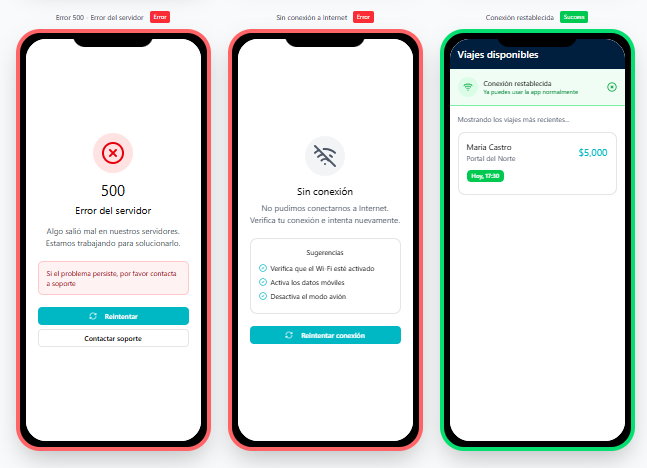 Error 500 - Error del servidor
Error
500
Error del servidor
Algo salió mal en nuestros servidores.
Estamos trabajando para solucionarlo.
Si el problema persiste, por favor contacta
a soporte
Reintentar
Contactar soporte
Sin conexión a Internet
Error
Sin conexión
No pudimos conectarnos a Internet.
Verifica tu conexión e intenta nuevamente.
Sugerencias
Verifica que el Wi-Fi esté activado
Activa los datos móviles
Desactiva el modo avión
Reintentar conexión
Conexión restablecida
Success
Viajes disponibles
Conexión restablecida
Ya puedes usar la app normalmente
Mostrando los viajes más recientes...
María Castro
$5,000
Portal del Norte
Hoy, 17:30